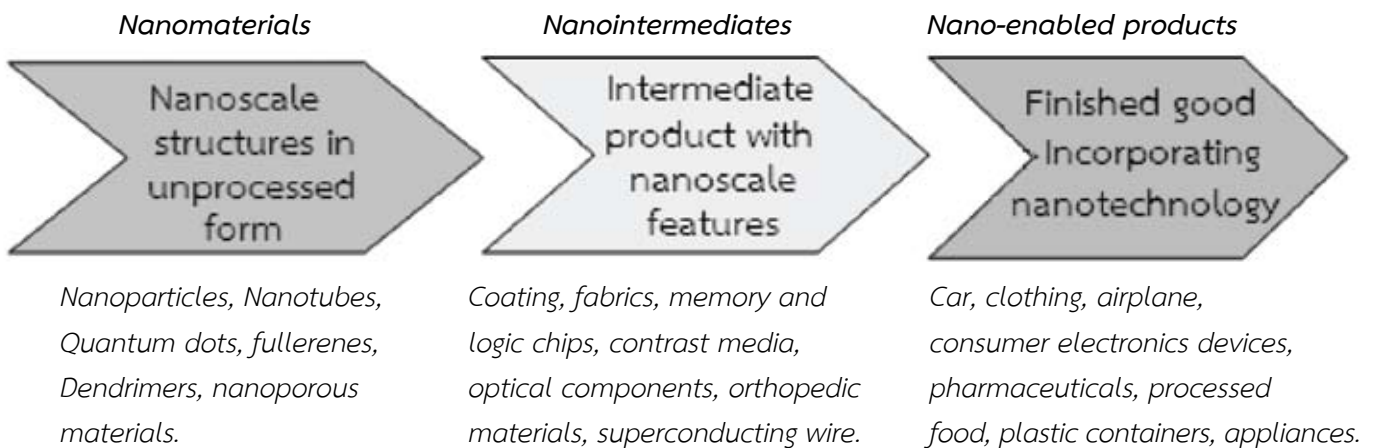 Nanomaterials
Nanoscale
structures in
unprocessed
form
Nanoparticles, Nanotubes,
Quantum dots, fullerenes,
Dendrimers, nanoporous
materials.
Nanointermediates
Intermediate
product with
nanoscale
features
Coating, fabrics, memory and
logic chips, contrast media,
optical components, orthopedic
materials, superconducting wire.
Nano-enabled products
Finished good
Incorporating
nanotechnology
Car, clothing, airplane,
consumer electronics devices,
pharmaceuticals, processed
food, plastic containers, appliances.